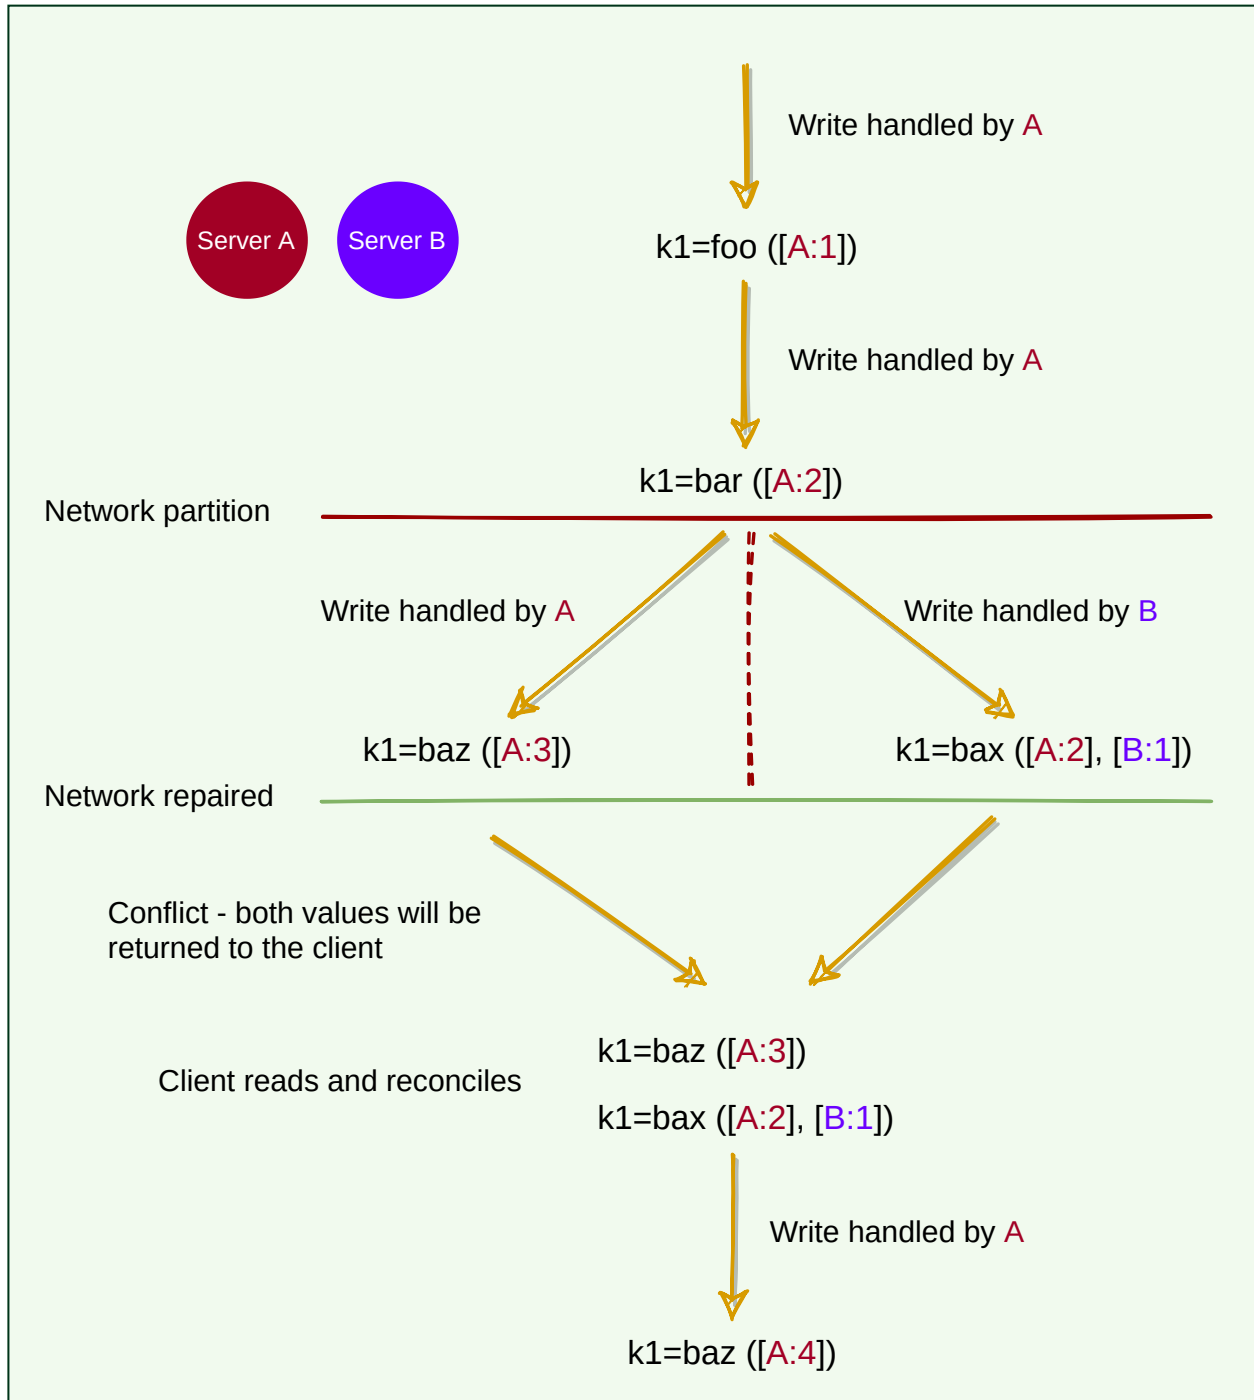 Write handled by A
Server A
Server B
k1=foo ([A:1])
Write handled by A
k1=bar ([A:2])
Network partition
Write handled by A
Write handled by B
k1=baz ([A:3])
k1=bax ([A:2], [B:1])
Network repaired
Conflict - both values will be
returned to the client
k1=baz ([A:3])
Client reads and reconciles
k1=bax ([A:2], [B:1])
Write handled by A
k1=baz ([A:4])